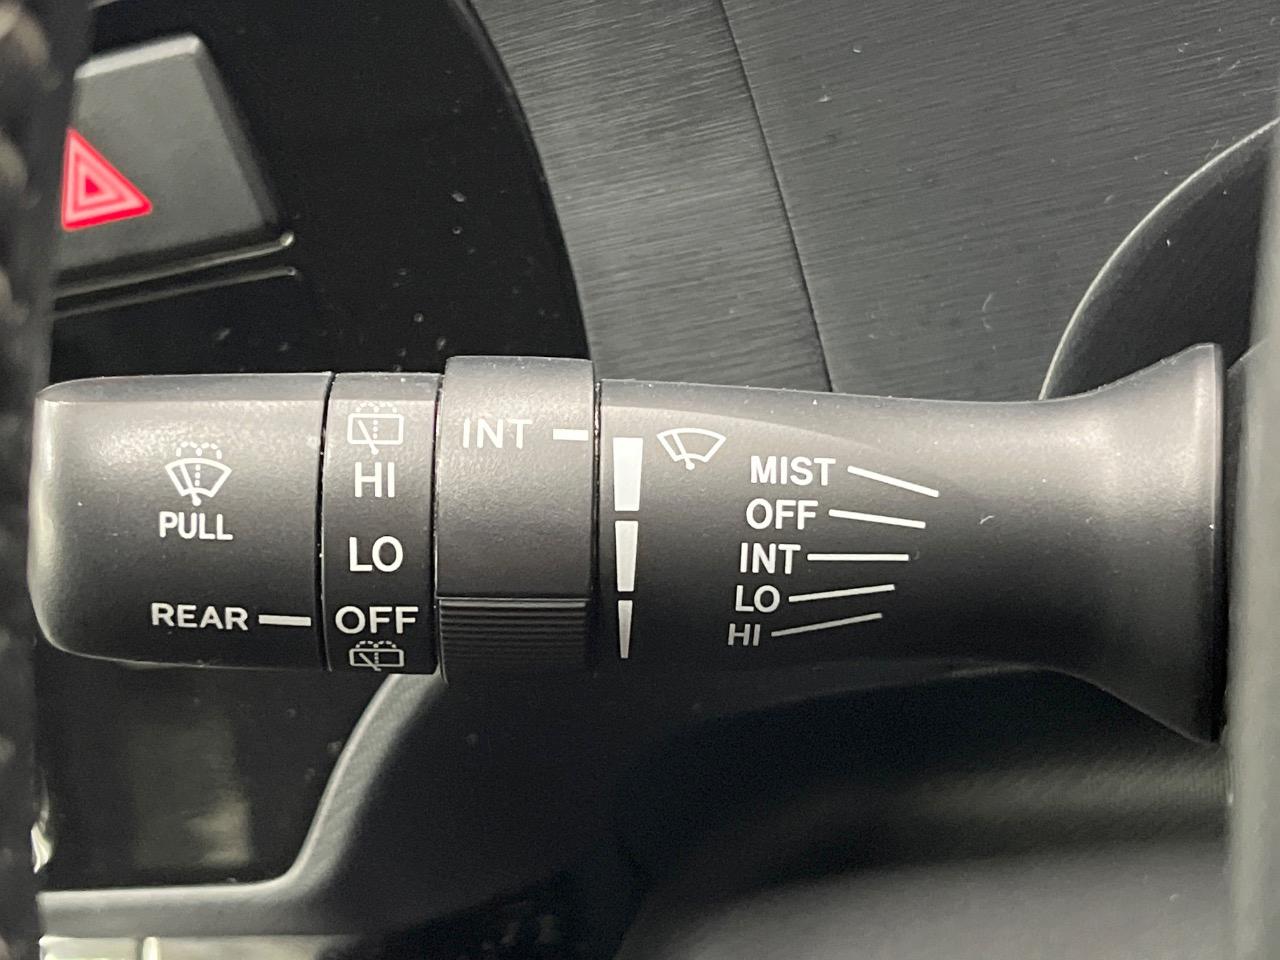 PULL
REAR
HI
LO
OFF
INT
MIST
OFF
INT
LO
HI